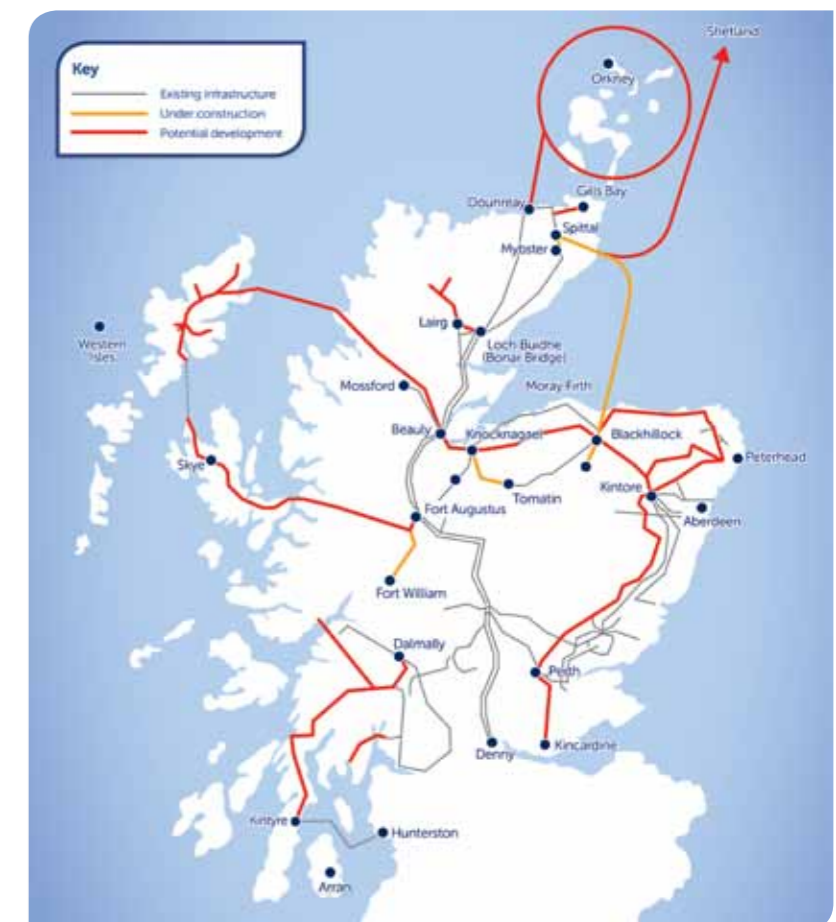 Shetland
Orkney
Key
Existing infrastructure
Under construction
Potential development
Dounreay
Gills Bay
Spittal
Mybster
Lairg
Loch Buidhe
(Bonar Bridge)
Western
Isles
Mossford
Moray Firth
Beauly
Knocknagael
Blackhillock
Skye
Tomatin
Kintore
Peterhead
Fort Augustus
Aberdeen
Fort William
Dalmally
Perth
Denny
Kincardine
Kintyre
Hunterston
Arran